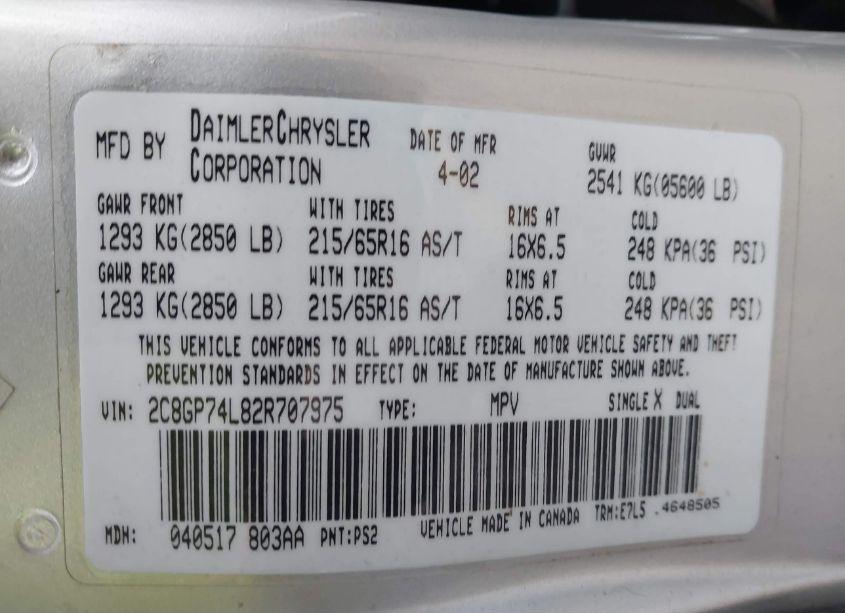 MFD BY DAIMLERCHRYSLER CORPORATION DATE OF MFR 4-02 GVWR 2541 KG(05600 LB)
GAWR FRONT WITH TIRES RIMS AT COLD
1293 KG(2850 LB) 215/65R16 AS/T 16X6.5 248 KPA(36 PSI)
GAWR REAR WITH TIRES RIMS AT COLD
1293 KG(2850 LB) 215/65R16 AS/T 16X6.5 248 KPA(36 PSI)
THIS VEHICLE CONFORMS TO ALL APPLICABLE FEDERAL MOTOR VEHICLE SAFETY AND THEFT
PREVENTION STANDARDS IN EFFECT ON THE DATE OF MANUFACTURE SHOWN ABOVE.
VIN: 2C8GP74L82R707975 TYPE: MPV SINGLE X DUAL
MDH: 040517 803AA PNT:PS2 VEHICLE MADE IN CANADA TRM:E7L5 .4648505